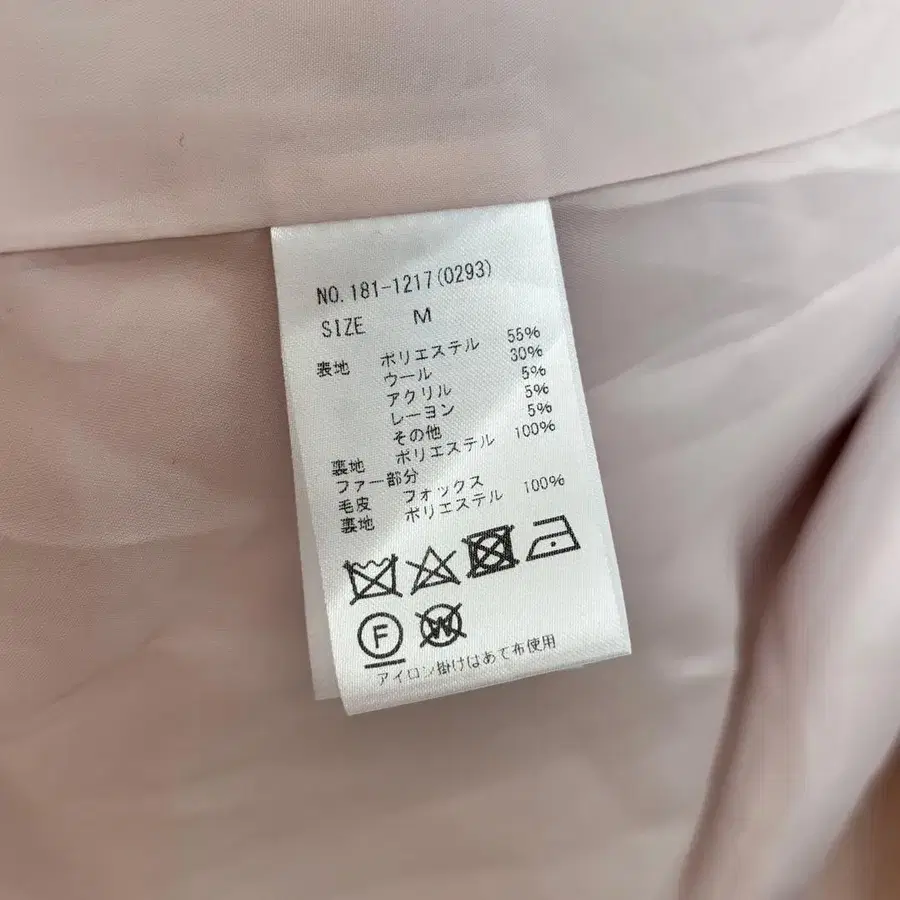 NO. 181-1217(0293)
SIZE M
表地 ポリエステル 55%
ウール 30%
アクリル 5%
レーヨン 5%
その他 5%
裏地 ポリエステル 100%
ファー部分
毛皮 フォックス
裏地 ポリエステル 100%
F W
アイロン掛けはあて布使用